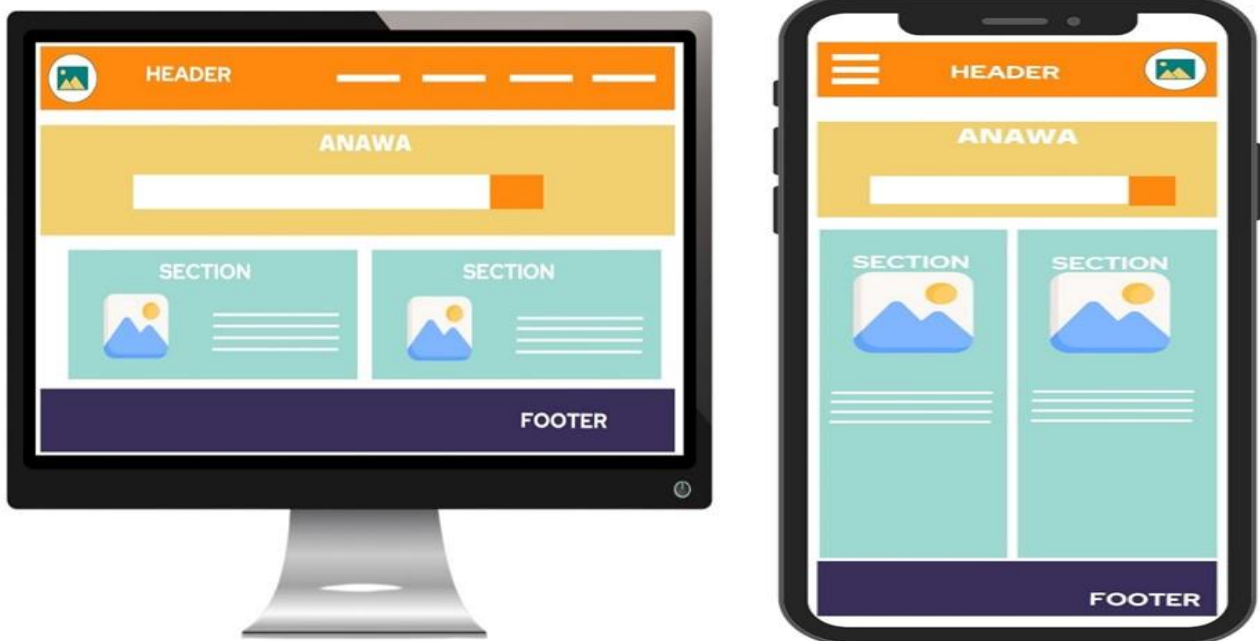 HEADER
ANAWA
SECTION
SECTION
FOOTER
HEADER
ANAWA
SECTION
SECTION
FOOTER